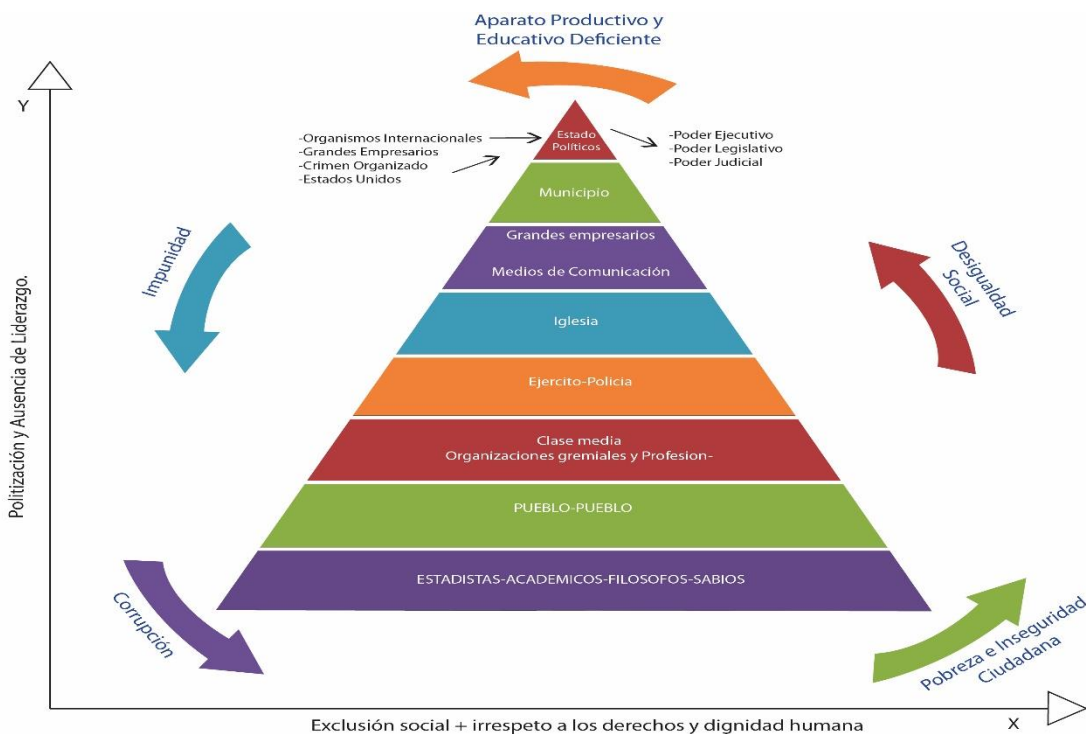 Aparato Productivo y
Educativo Deficiente
Y
-Organismos Internacionales
-Grandes Empresarios
-Crimen Organizado
-Estados Unidos
Estado
Políticos
-Poder Ejecutivo
-Poder Legislativo
-Poder Judicial
Municipio
Grandes empresarios
Medios de Comunicación
Impunidad
Desigualdad
Social
Iglesia
Ejercito-Policia
Politización y Ausencia de Liderazgo.
Clase media
Organizaciones gremiales y Profesion-
PUEBLO-PUEBLO
ESTADISTAS-ACADEMICOS-FILOSOFOS-SABIOS
Corrupción
Pobreza e Inseguridad
Ciudadana
Exclusión social + irrespeto a los derechos y dignidad humana
X